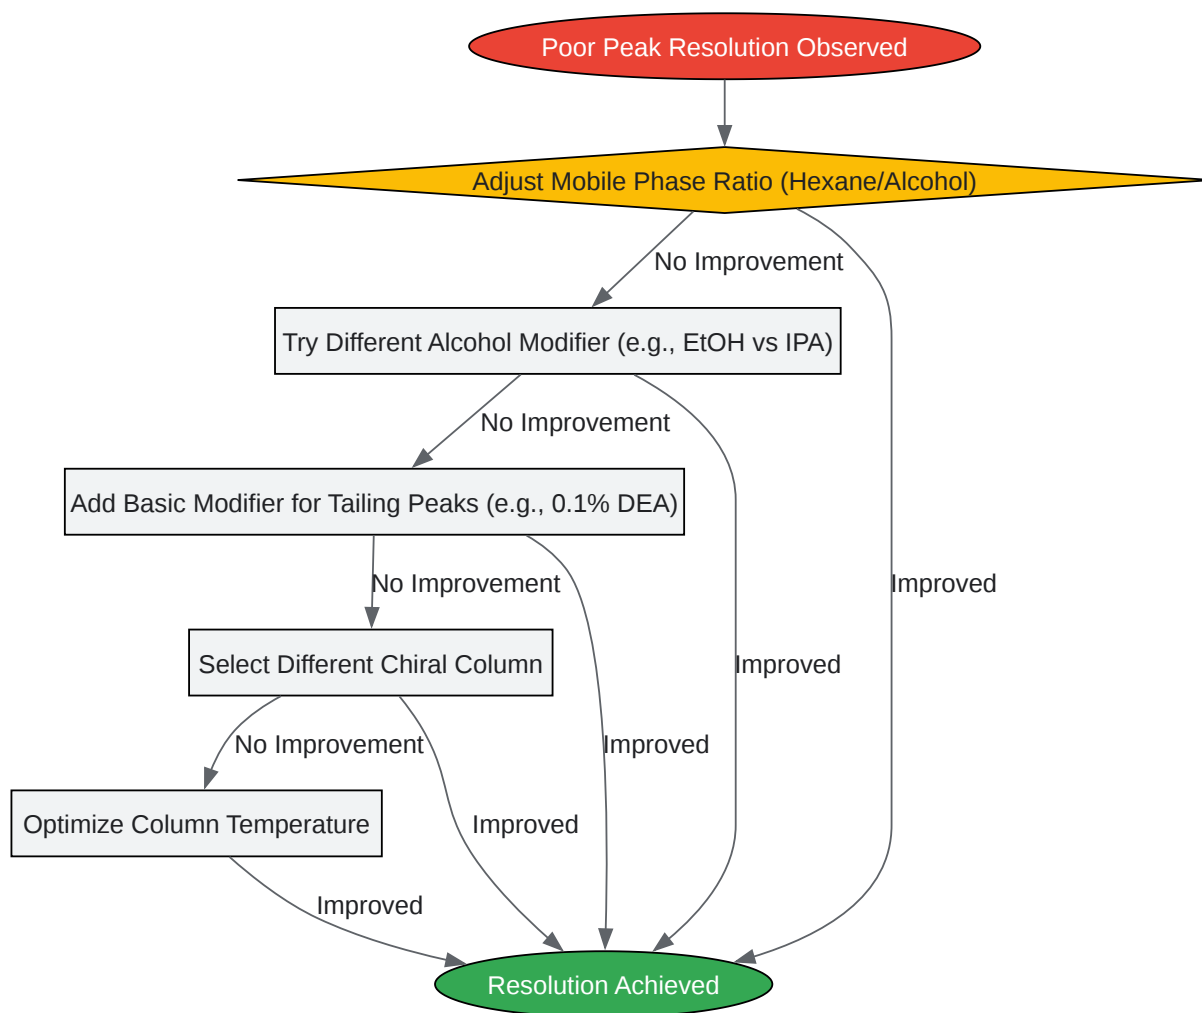 Poor Peak Resolution Observed
Adjust Mobile Phase Ratio (Hexane/Alcohol)
No Improvement
Try Different Alcohol Modifier (e.g., EtOH vs IPA)
No Improvement
Add Basic Modifier for Tailing Peaks (e.g., 0.1% DEA)
No Improvement
Improved
Select Different Chiral Column
Improved
No Improvement
Improved
Optimize Column Temperature
Improved
Improved
Resolution Achieved